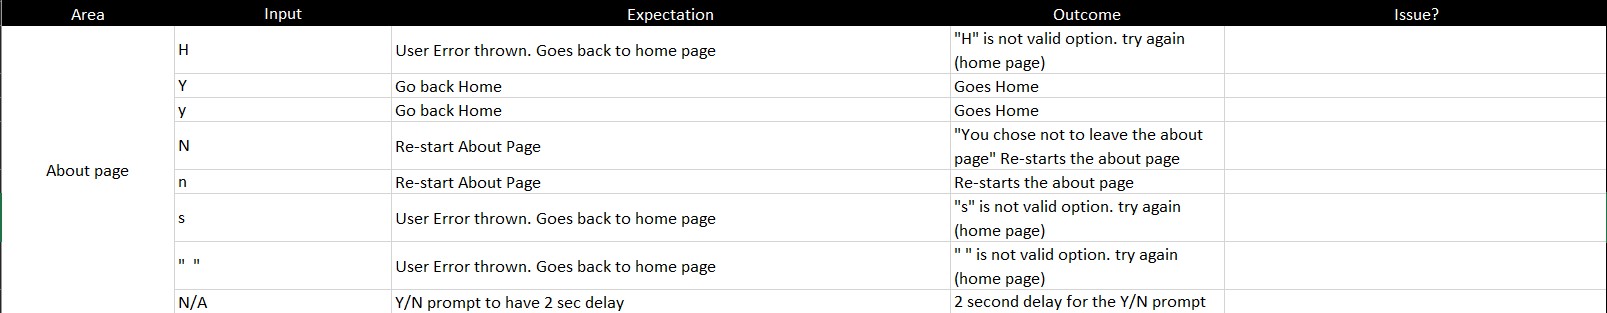 Area Input Expectation Outcome Issue?
About page
H User Error thrown. Goes back to home page "H" is not valid option. try again
(home page)
Y Go back Home Goes Home
y Go back Home Goes Home
N Re-start About Page "You chose not to leave the about
page" Re-starts the about page
n Re-start About Page Re-starts the about page
s User Error thrown. Goes back to home page "s" is not valid option. try again
(home page)
" " User Error thrown. Goes back to home page " " is not valid option. try again
(home page)
N/A Y/N prompt to have 2 sec delay 2 second delay for the Y/N prompt